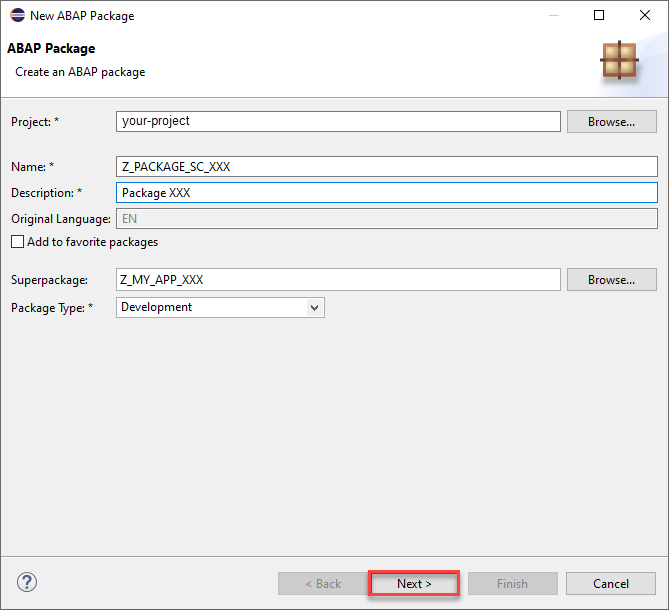 New ABAP Package
ABAP Package
Create an ABAP package
Project: * your-project Browse...
Name: * Z_PACKAGE_SC_XXX
Description: * Package XXX
Original Language: EN
Add to favorite packages
Superpackage: Z_MY_APP_XXX Browse...
Package Type: * Development
? < Back Next > Finish Cancel